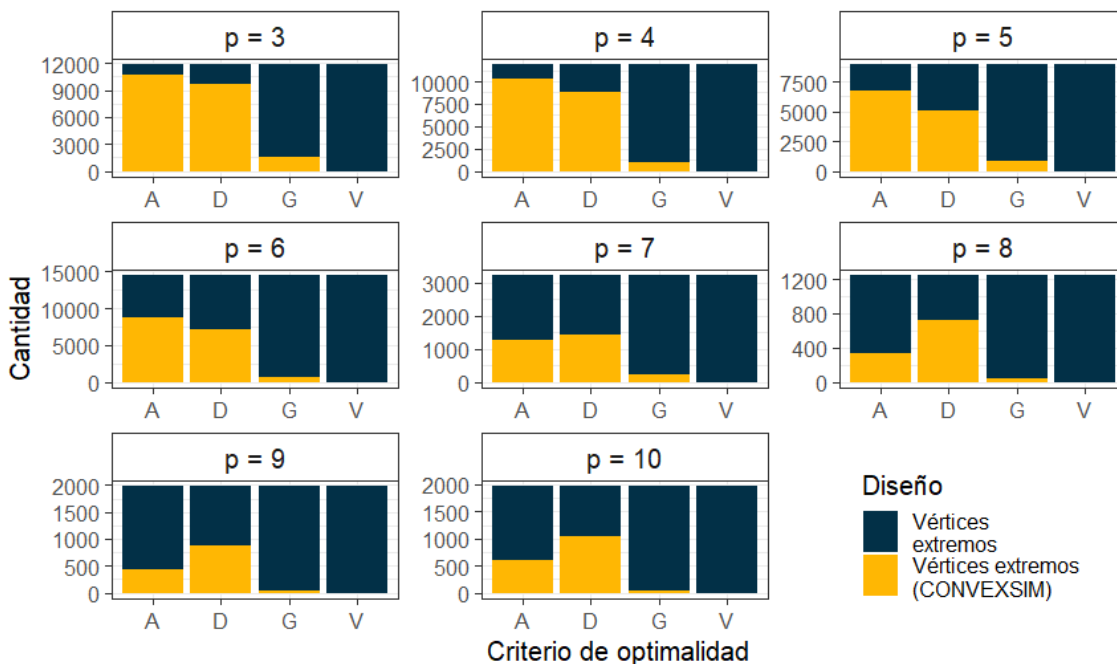 p = 3
p = 4
p = 5
12000
9000
6000
3000
0
10000
7500
5000
2500
0
7500
5000
2500
0
A D G V
A D G V
A D G V
p = 6
p = 7
p = 8
Cantidad
15000
10000
5000
0
3000
2000
1000
0
1200
800
400
0
A D G V
A D G V
A D G V
p = 9
p = 10
2000
1500
1000
500
0
2000
1500
1000
500
0
A D G V
A D G V
Criterio de optimalidad
Diseño
Vértices
extremos
Vértices extremos
(CONVEXSIM)